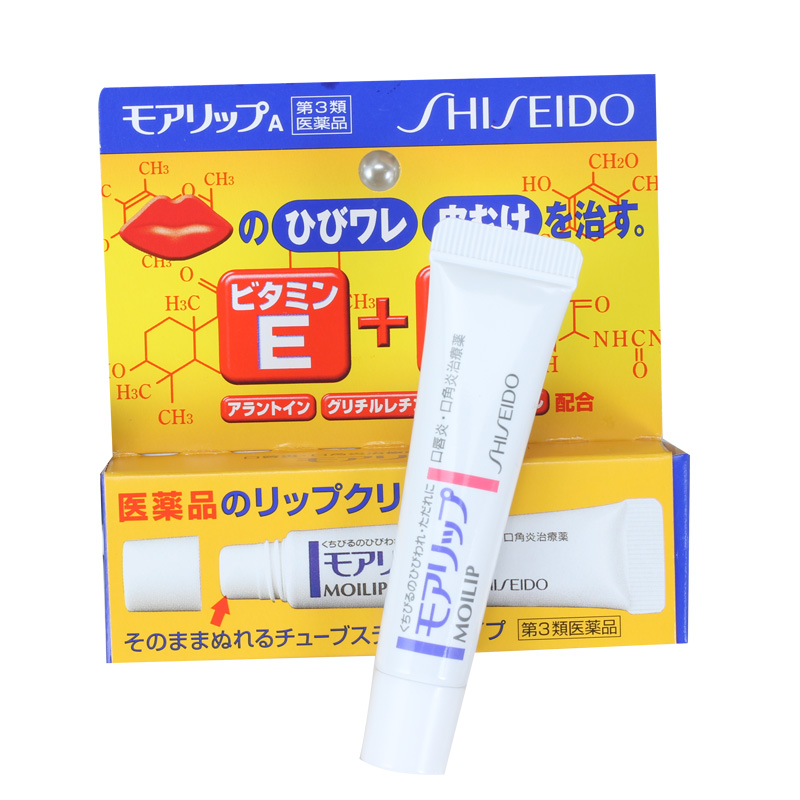 モアリップA 第3類医薬品 SHISEIDO
CH3 CH3 CH2O
HO CH
の ひびワレ 皮むけ を治す。
CH3
O
H3C ビタミン E + CH3 O
NHCN
H O
HO H3C CH3
アラントイン グリチルレチン 配合
医薬品のリップクリ
くちびるのひびわれ
モアリップ
MOILIP
口角炎治療薬
SHISEIDO
そのままぬれるチューブステ プ 第3類医薬品
口唇炎・口角炎治療薬
SHISEIDO
くちびるのひびわれ・ただれに
モアリップ
MOILIP